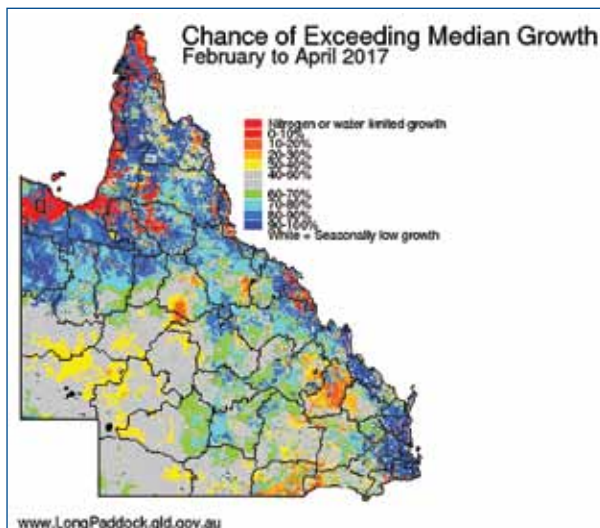 Chance of Exceeding Median Growth
February to April 2017
Nitrogen or water limited growth
0-10%
10-20%
20-30%
30-40%
40-60%
60-70%
70-80%
80-90%
90-100%
White = Seasonally low growth
www.LongPaddock.qld.gov.au